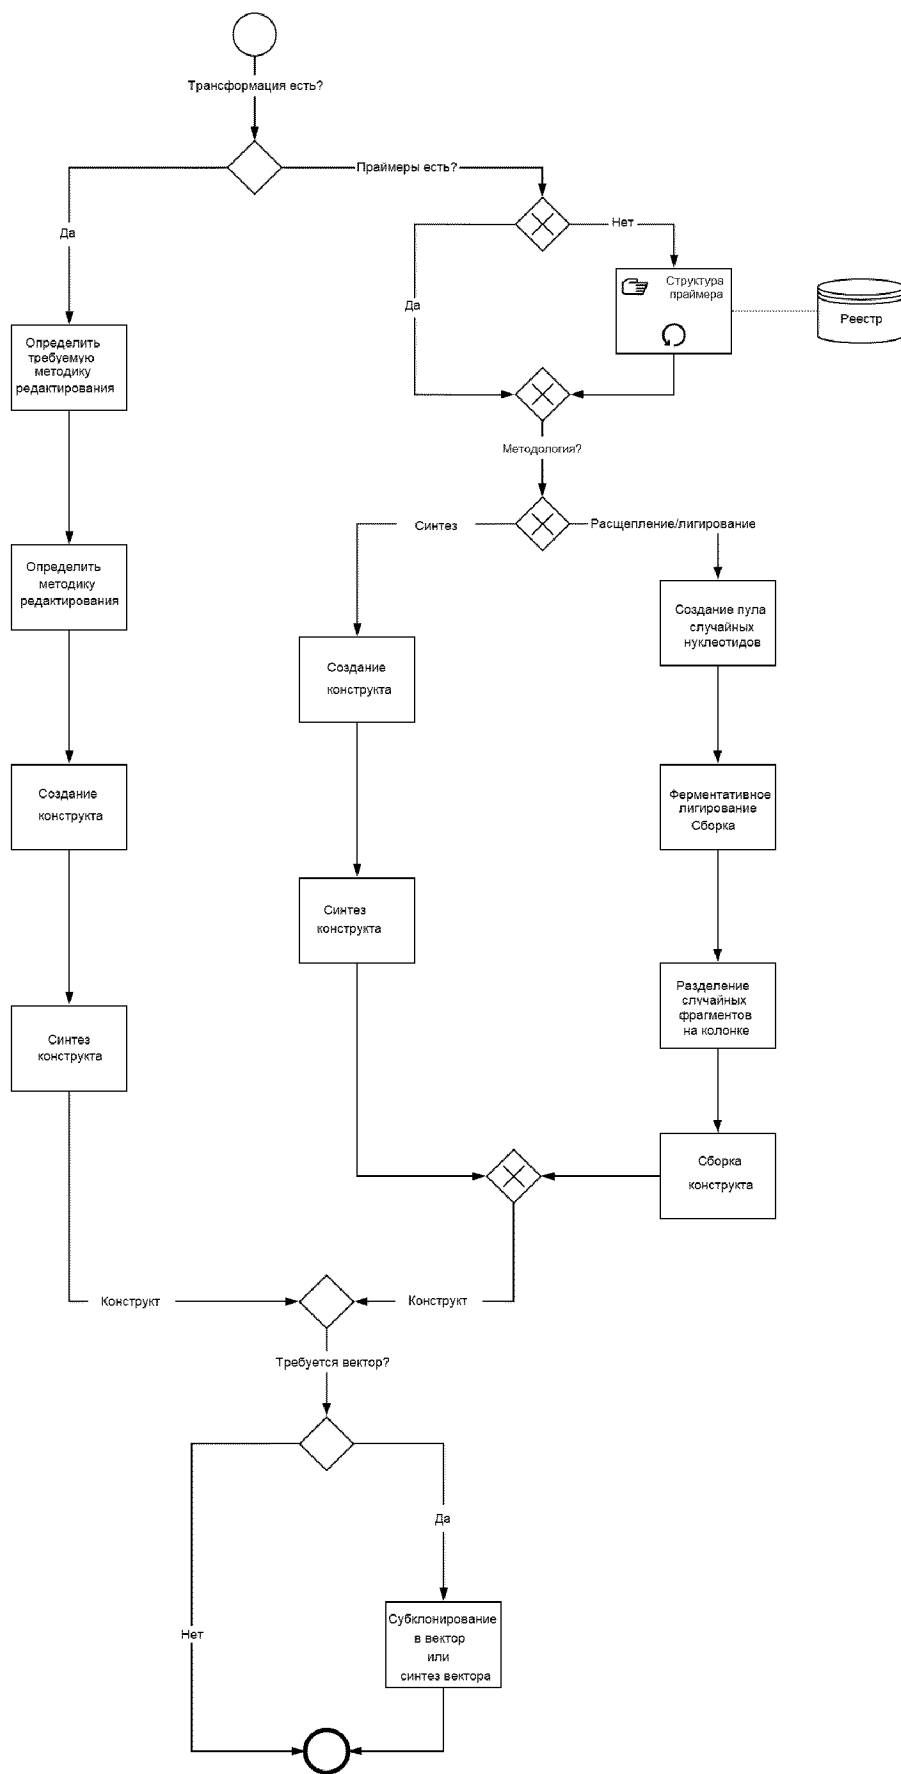 Трансформация есть?
Праймеры есть?
Да
Нет
Да
Структура
праймера
Реестр
Определить
требуемую
методику
редактирования
Методология?
Синтез
Расщепление/лигирование
Определить
методику
редактирования
Создание пула
случайных
нуклеотидов
Создание
конструкта
Создание
конструкта
Ферментативное
лигирование
Сборка
Синтез
конструкта
Разделение
случайных
фрагментов
на колонке
Синтез
конструкта
Сборка
конструкта
Конструкт
Конструкт
Требуется вектор?
Да
Нет
Субклонирование
в вектор
или
синтез вектора